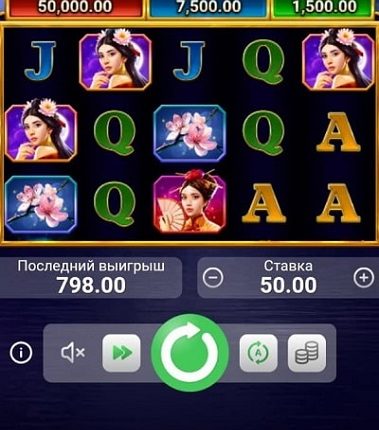 50,000.00 7,500.00 1,500.00
J J Q
Q Q A
Q A A
Последний выигрыш Ставка
798.00 50.00
A